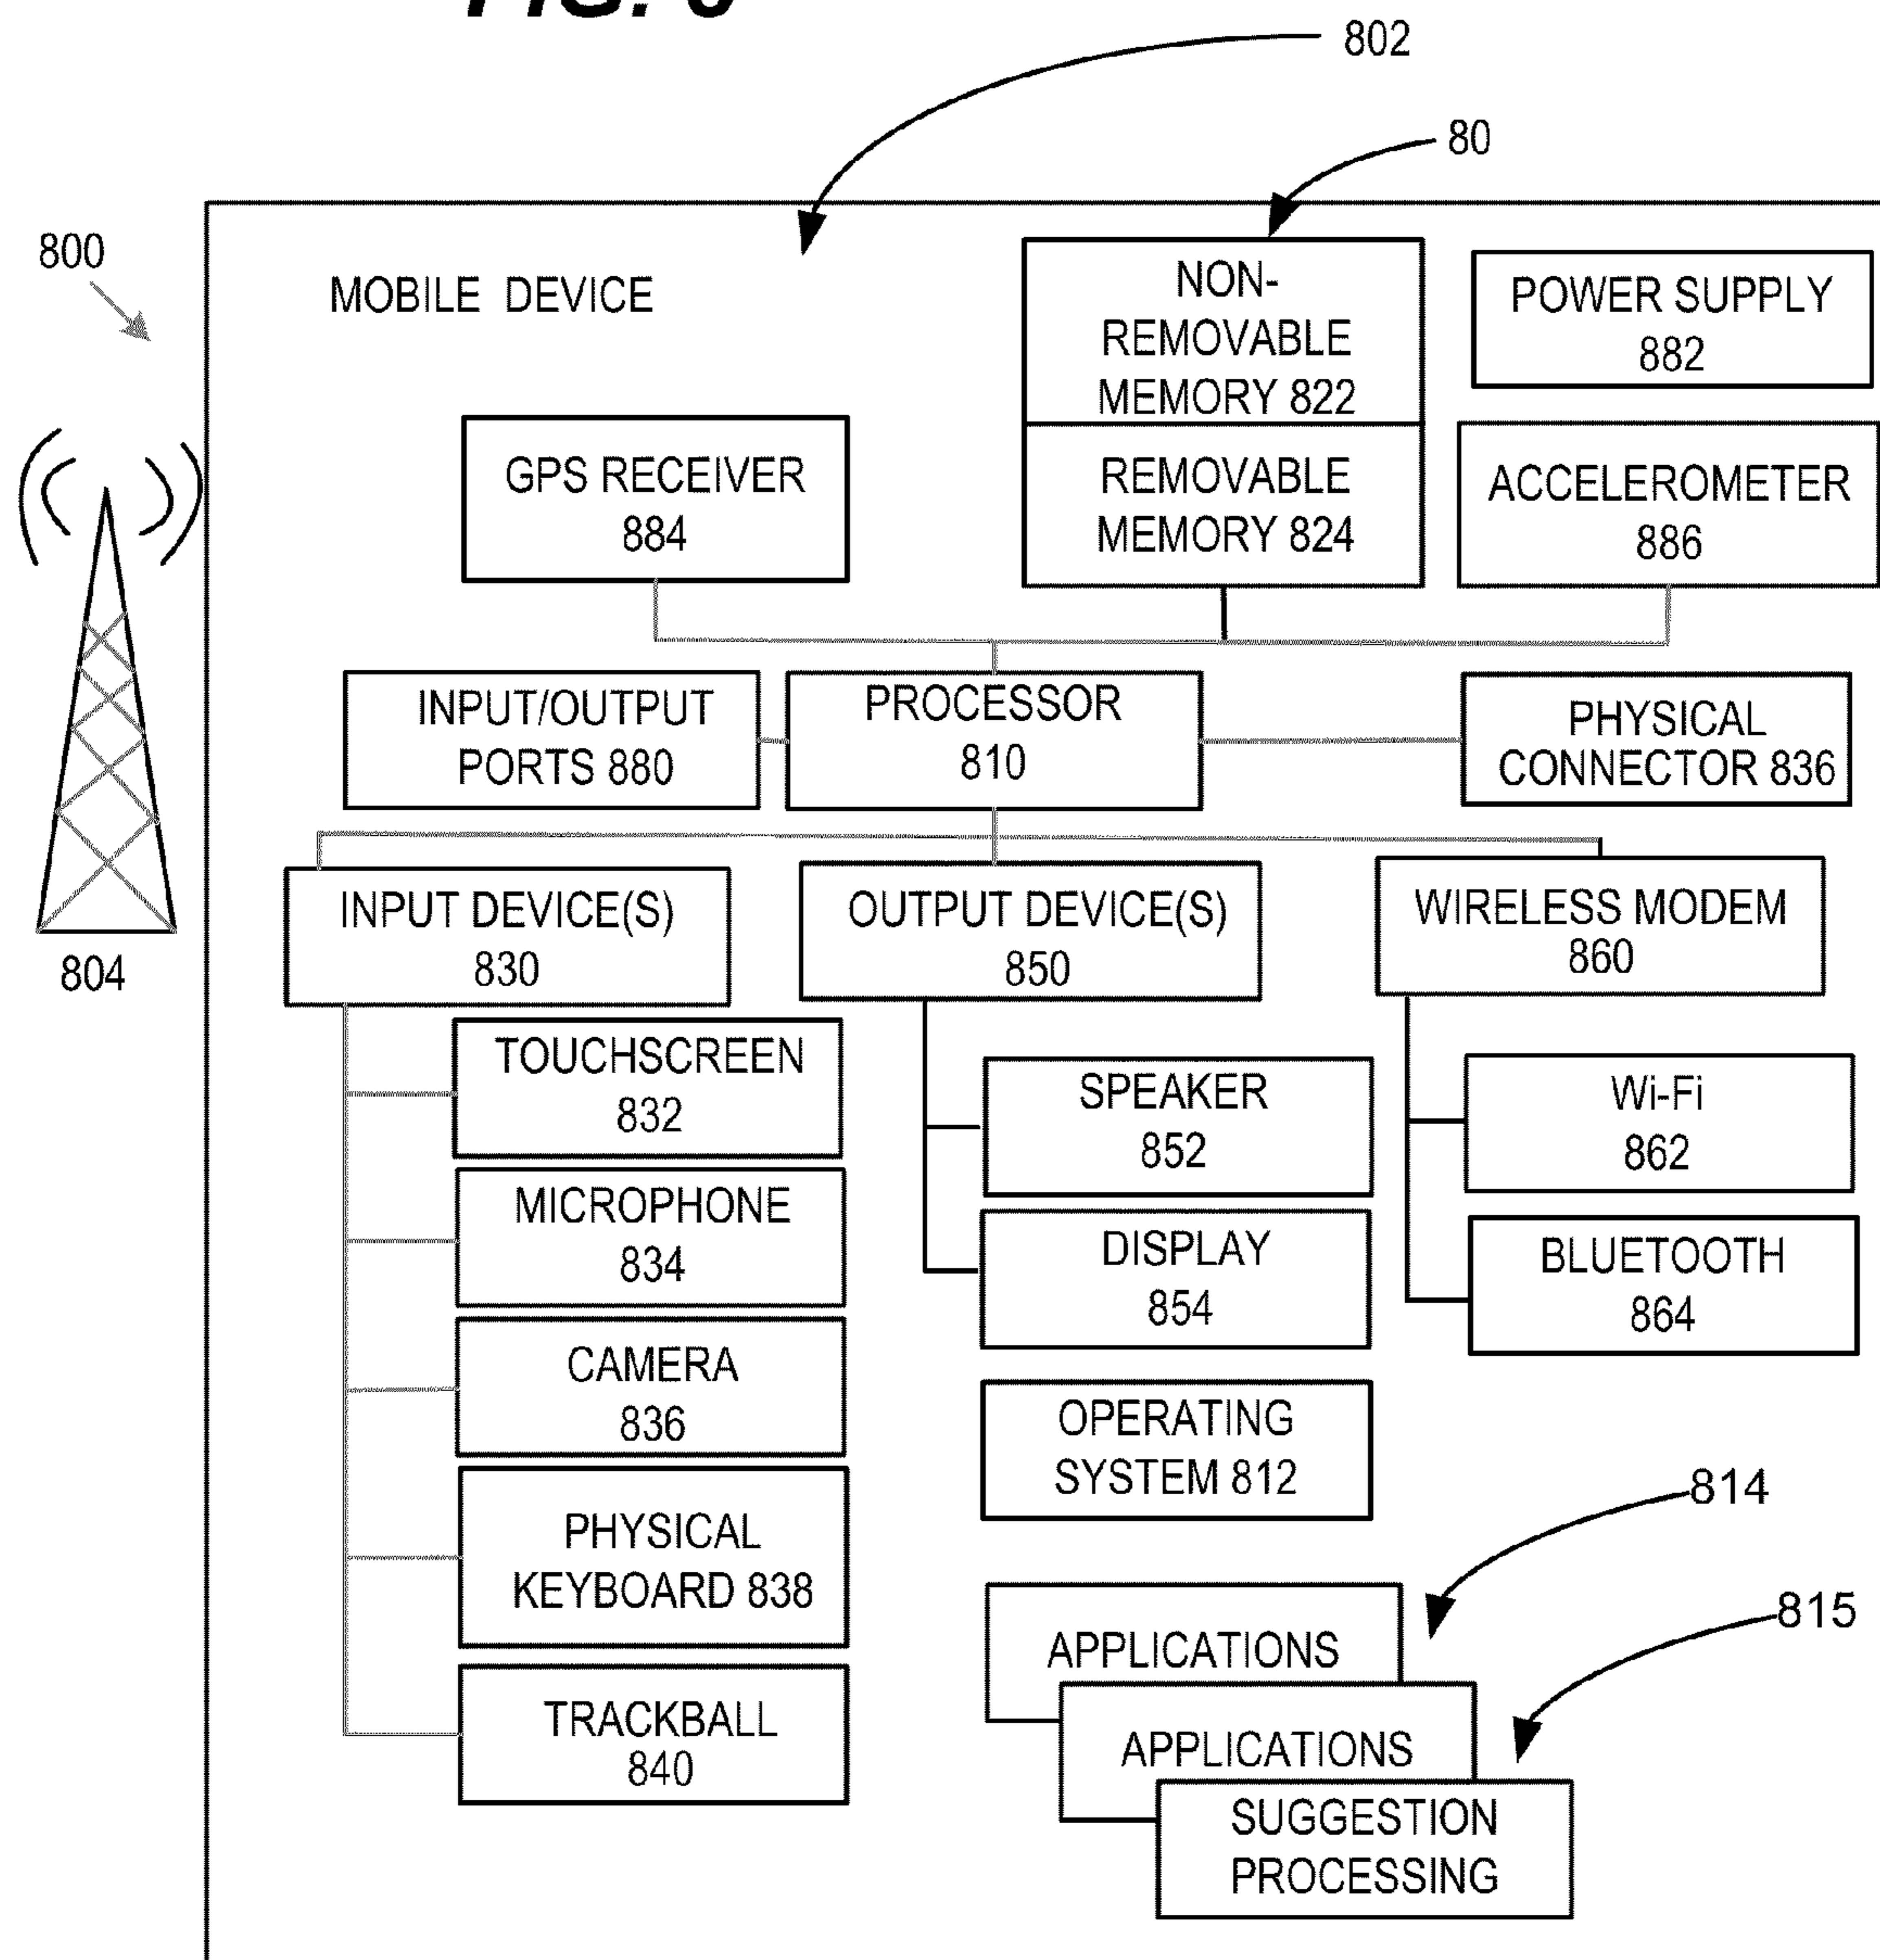 FIG. 8
802
80
800
MOBILE DEVICE
NON-
REMOVABLE
MEMORY 822
REMOVABLE
MEMORY 824
POWER SUPPLY
882
GPS RECEIVER
884
ACCELEROMETER
886
INPUT/OUTPUT
PORTS 880
PROCESSOR
810
PHYSICAL
CONNECTOR 836
804
INPUT DEVICE(S)
830
OUTPUT DEVICE(S)
850
WIRELESS MODEM
860
TOUCHSCREEN
832
MICROPHONE
834
CAMERA
836
PHYSICAL
KEYBOARD 838
TRACKBALL
840
SPEAKER
852
DISPLAY
854
Wi-Fi
862
BLUETOOTH
864
OPERATING
SYSTEM 812
814
815
APPLICATIONS
APPLICATIONS
SUGGESTION
PROCESSING